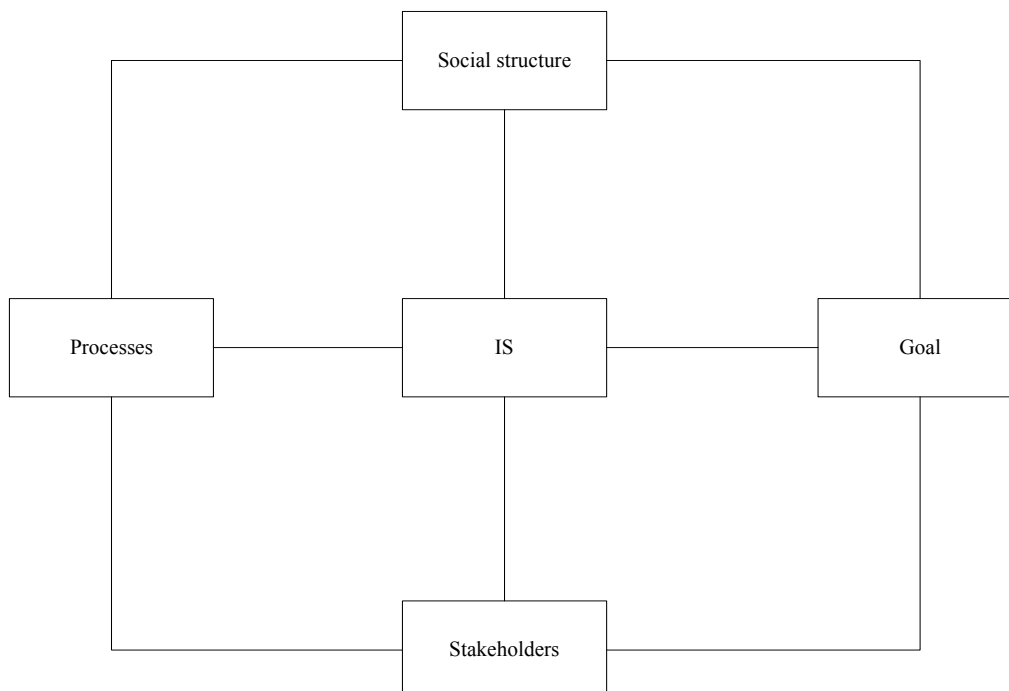 Social structure
Processes
IS
Goal
Stakeholders